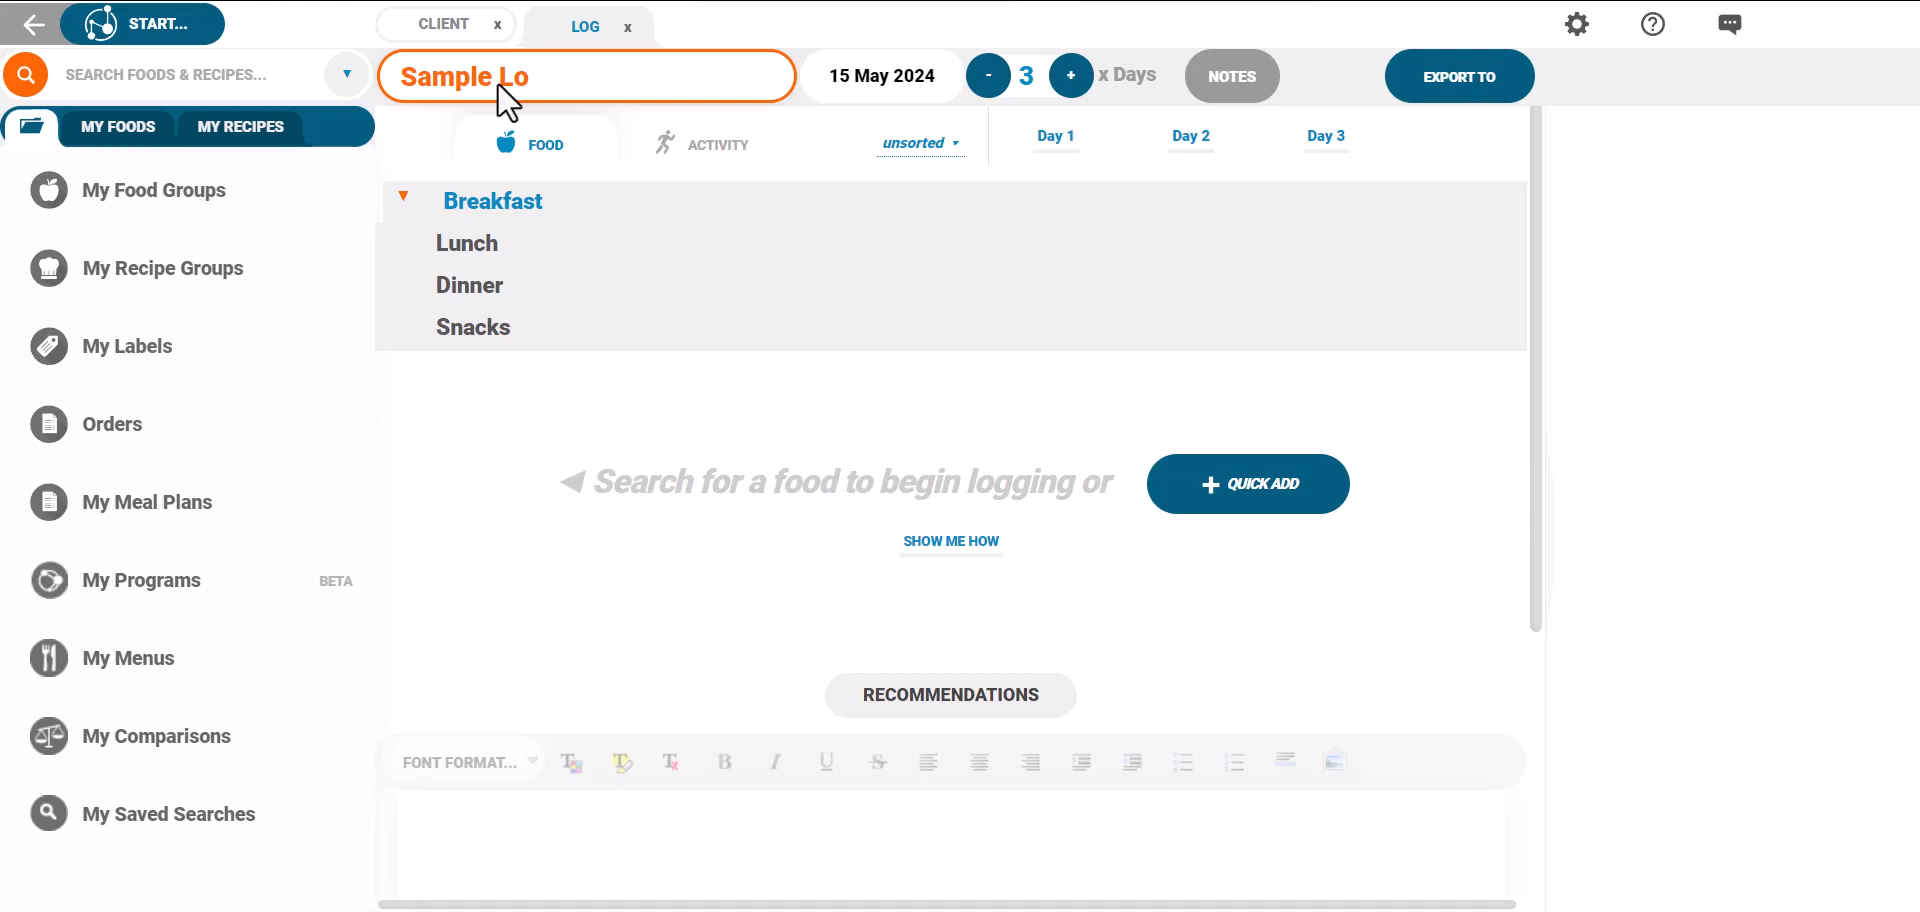 START...
CLIENT x
LOG x
SEARCH FOODS & RECIPES...
Sample Lo
15 May 2024
- 3 + x Days
NOTES
EXPORT TO
MY FOODS
MY RECIPES
FOOD
ACTIVITY
unsorted
Day 1
Day 2
Day 3
My Food Groups
My Recipe Groups
My Labels
Orders
My Meal Plans
My Programs BETA
My Menus
My Comparisons
My Saved Searches
Breakfast
Lunch
Dinner
Snacks
Search for a food to begin logging or
+ QUICK ADD
SHOW ME HOW
RECOMMENDATIONS
FONT FORMAT...